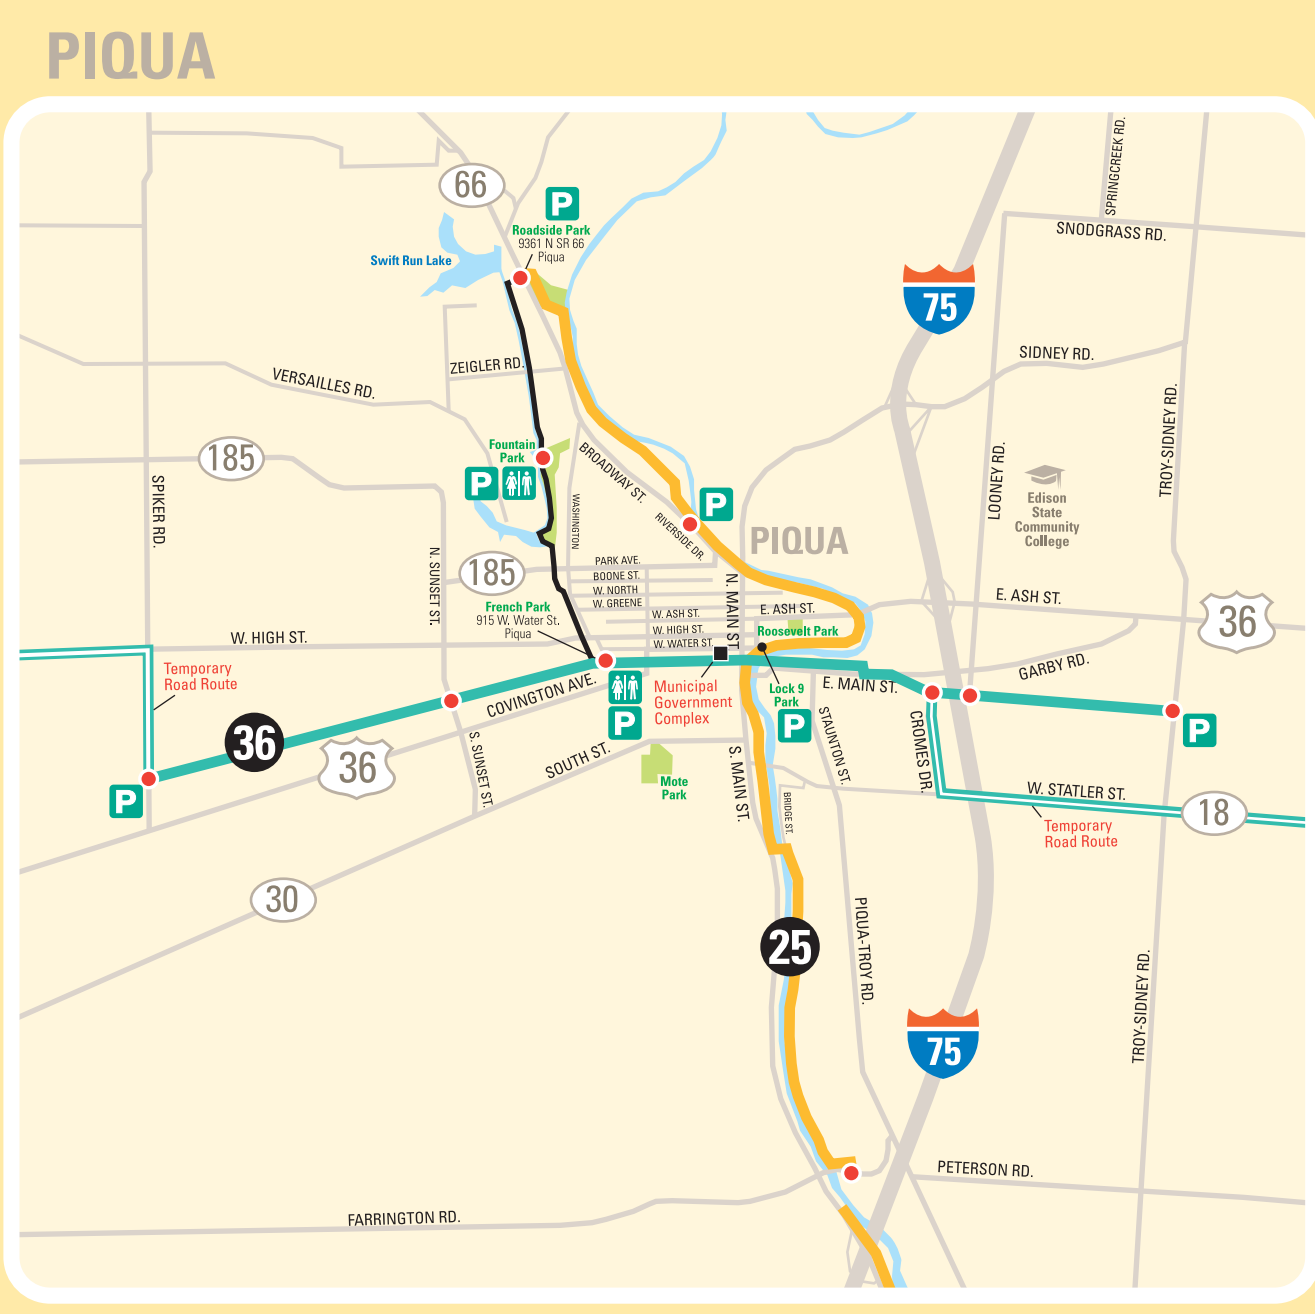 PIQUA
66
P
Roadside Park
9361 N SR 66
Piqua
Swift Run Lake
SPRINGCREEK RD.
SNODGRASS RD.
75
SIDNEY RD.
ZEIGLER RD.
VERSAILLES RD.
TROY-SIDNEY RD.
185
Fountain
Park
P
BROADWAY ST.
LOONEY RD.
Edison
State
Community
College
SPIKER RD.
WASHINGTON
P
RIVERSIDE DR.
PIQUA
N. SUNSET ST.
185
PARK AVE.
BOONE ST.
W. NORTH
W. GREENE
N. MAIN ST.
W. ASH ST.
E. ASH ST.
E. ASH ST.
36
French Park
915 W. Water St.
Piqua
W. HIGH ST.
W. HIGH ST.
W. WATER ST.
Roosevelt Park
Temporary
Road Route
GARBY RD.
E. MAIN ST.
COVINGTON AVE.
Municipal
Government
Complex
Lock 9
Park
P
P
P
36
36
SOUTH ST.
S. SUNSET ST.
STAUNTON ST.
CROMES DR.
S. MAIN ST.
Mote
Park
P
BRIDGE ST.
W. STATLER ST.
18
Temporary
Road Route
30
25
PIQUA-TROY RD.
TROY-SIDNEY RD.
75
PETERSON RD.
FARRINGTON RD.